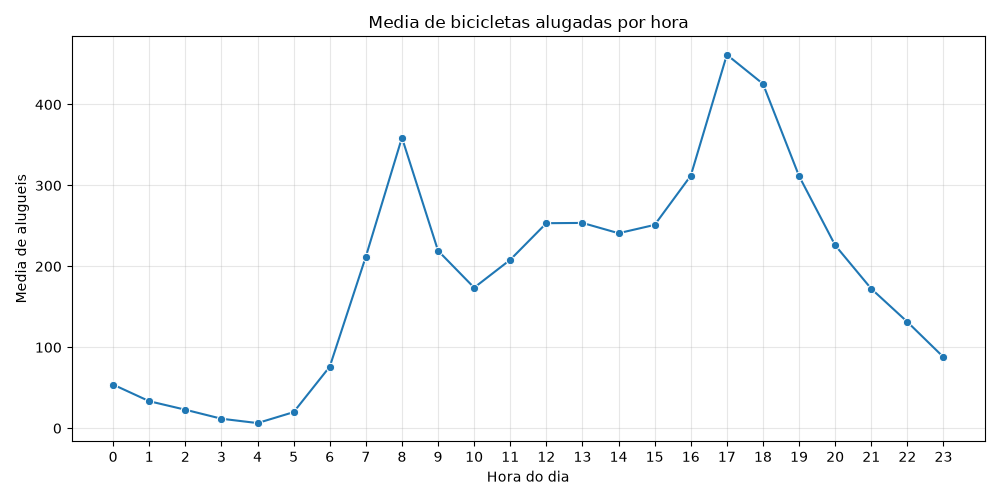 Media de bicicletas alugadas por hora
Media de alugueis
400
300
200
100
0
0 1 2 3 4 5 6 7 8 9 10 11 12 13 14 15 16 17 18 19 20 21 22 23
Hora do dia